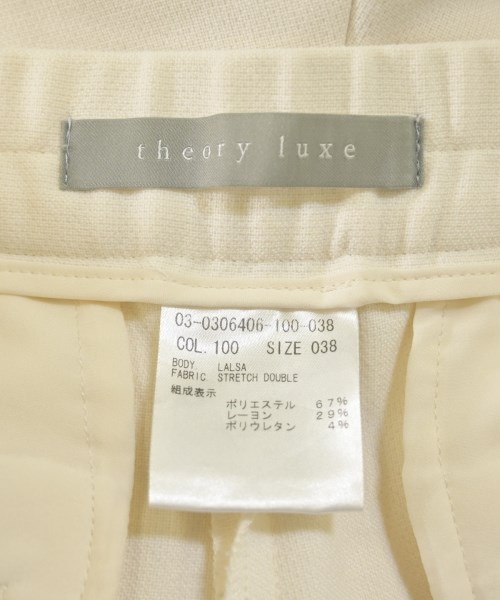 theory luxe
03-0306406-100-038
COL. 100 SIZE 038
BODY LALSA
FABRIC STRETCH DOUBLE
組成表示
ポリエステル 67%
レーヨン 29%
ポリウレタン 4%